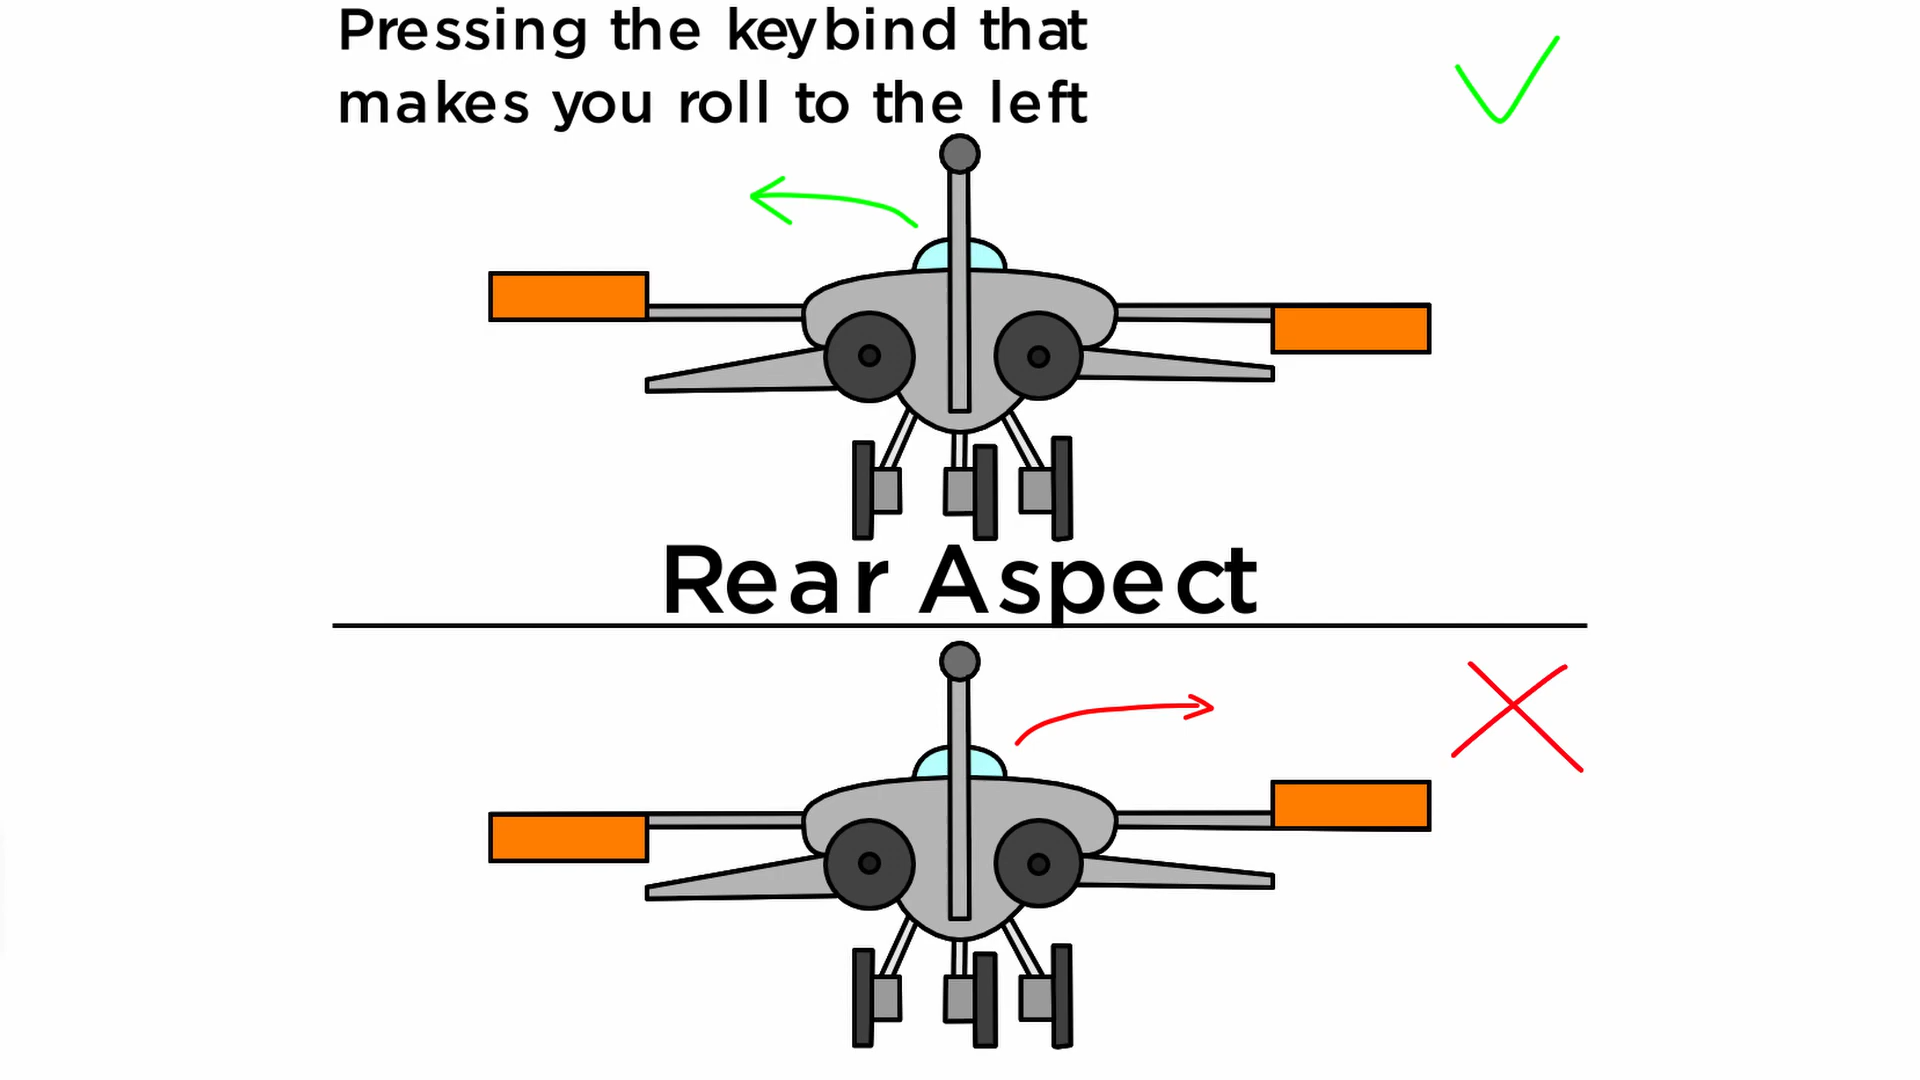 Pressing the keybind that
makes you roll to the left
Rear Aspect